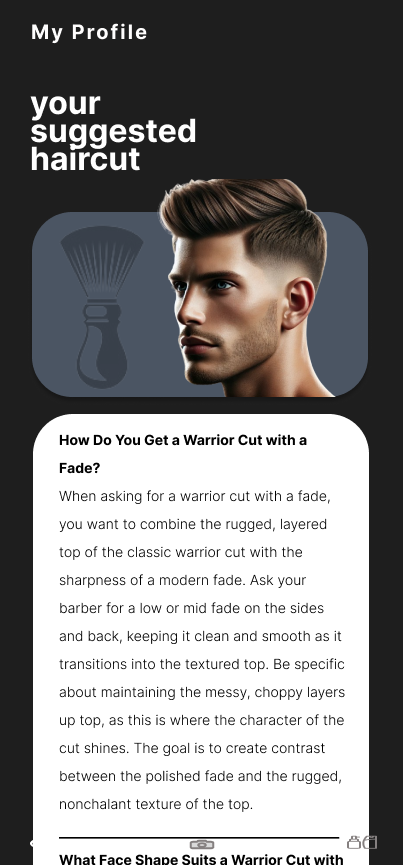 My Profile
your
suggested
haircut
How Do You Get a Warrior Cut with a
Fade?
When asking for a warrior cut with a fade,
you want to combine the rugged, layered
top of the classic warrior cut with the
sharpness of a modern fade. Ask your
barber for a low or mid fade on the sides
and back, keeping it clean and smooth as it
transitions into the textured top. Be specific
about maintaining the messy, choppy layers
up top, as this is where the character of the
cut shines. The goal is to create contrast
between the polished fade and the rugged,
nonchalant texture of the top.
What Face Shape Suits a Warrior Cut with